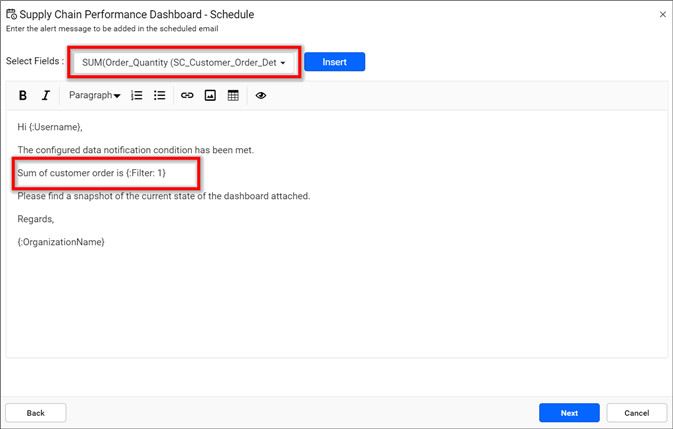 Supply Chain Performance Dashboard - Schedule
Enter the alert message to be added in the scheduled email
Select Fields : SUM(Order_Quantity (SC_Customer_Order_Det Insert
B I Paragraph
Hi {:Username},
The configured data notification condition has been met.
Sum of customer order is {:Filter: 1}
Please find a snapshot of the current state of the dashboard attached.
Regards,
{:OrganizationName}
Back Next Cancel